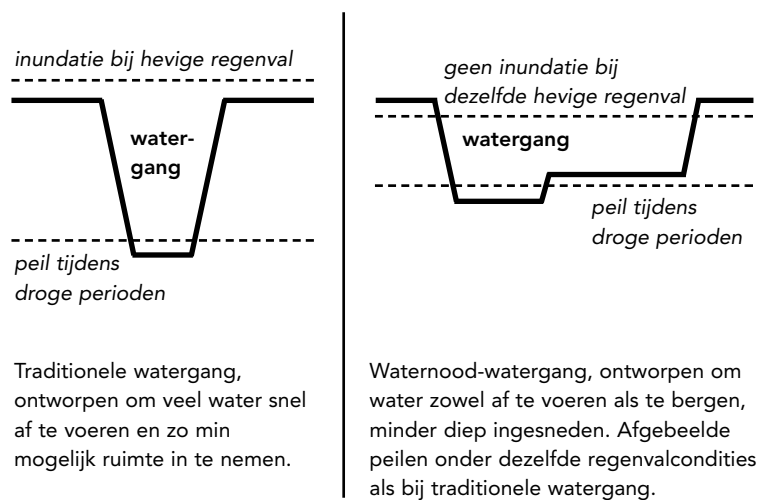 inundatie bij hevige regenval
water-
gang
peil tijdens
droge perioden
Traditionele watergang,
ontworpen om veel water snel
af te voeren en zo min
mogelijk ruimte in te nemen.
geen inundatie bij
dezelfde hevige regenval
watergang
peil tijdens
droge perioden
Waternood-watergang, ontworpen om
water zowel af te voeren als te bergen,
minder diep ingesneden. Afgebeelde
peilen onder dezelfde regenvalcondities
als bij traditionele watergang.